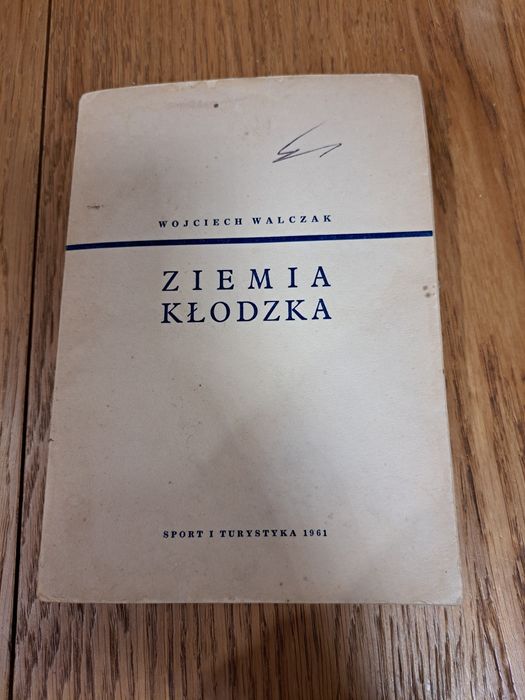 WOJCIECH WALCZAK
ZIEMIA
KŁODZKA
SPORT I TURYSTYKA 1961